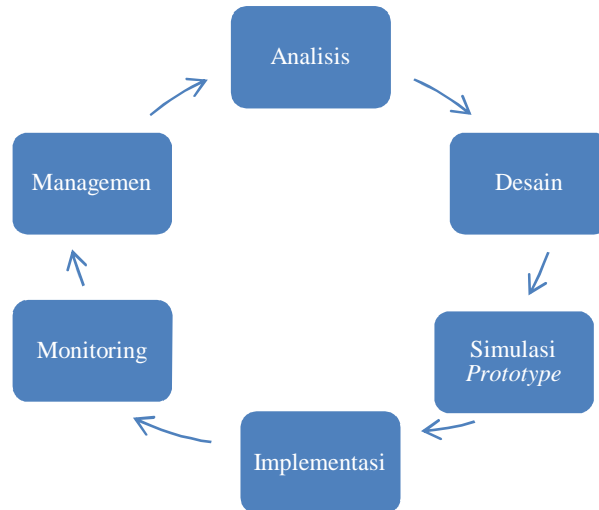 Analisis
Desain
Simulasi
Prototype
Implementasi
Monitoring
Managemen